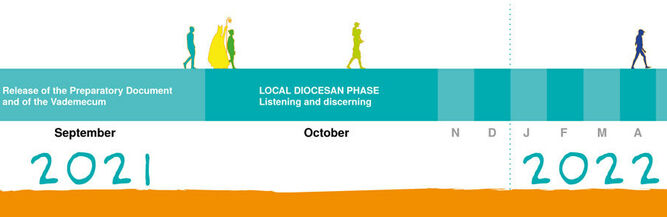 Release of the Preparatory Document
and of the Vademecum
LOCAL DIOCESAN PHASE
Listening and discerning
September
October
N D J F M A
2021
2022